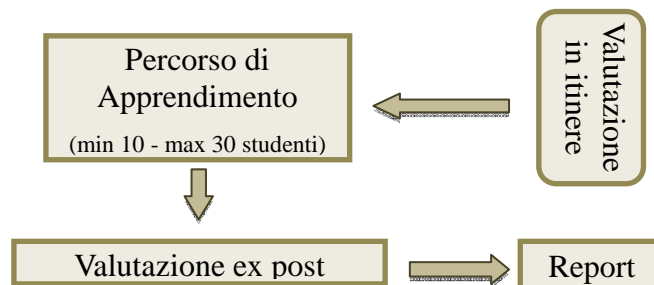 Percorso di
Apprendimento
(min 10 - max 30 studenti)
Valutazione
in itinere
Valutazione ex post
Report